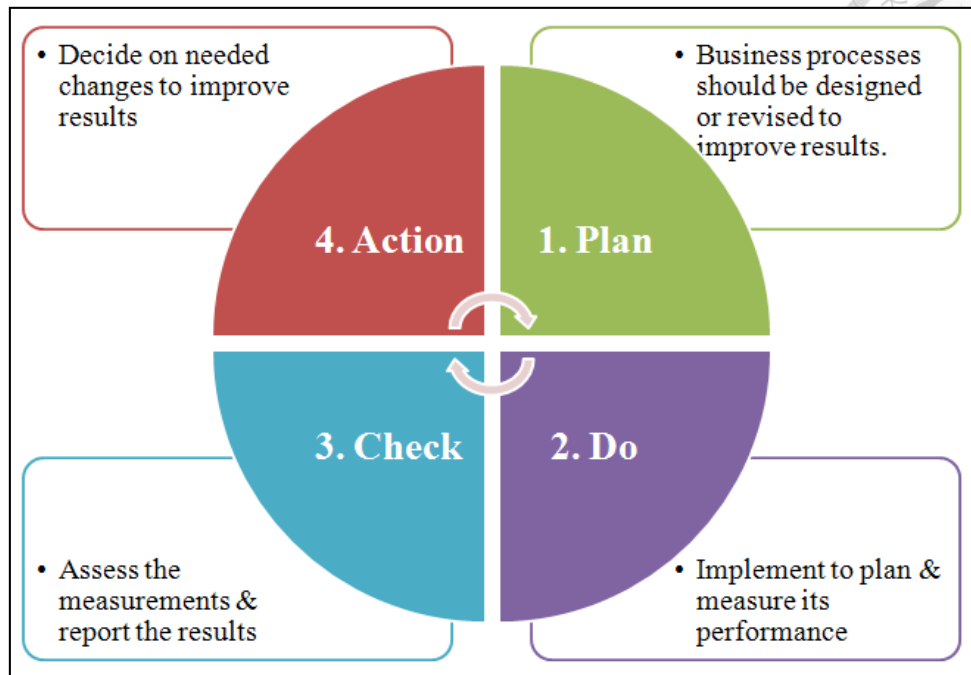 • Decide on needed
changes to improve
results
• Business processes
should be designed
or revised to
improve results.
4. Action
1. Plan
3. Check
2. Do
• Assess the
measurements &
report the results
• Implement to plan &
measure its
performance